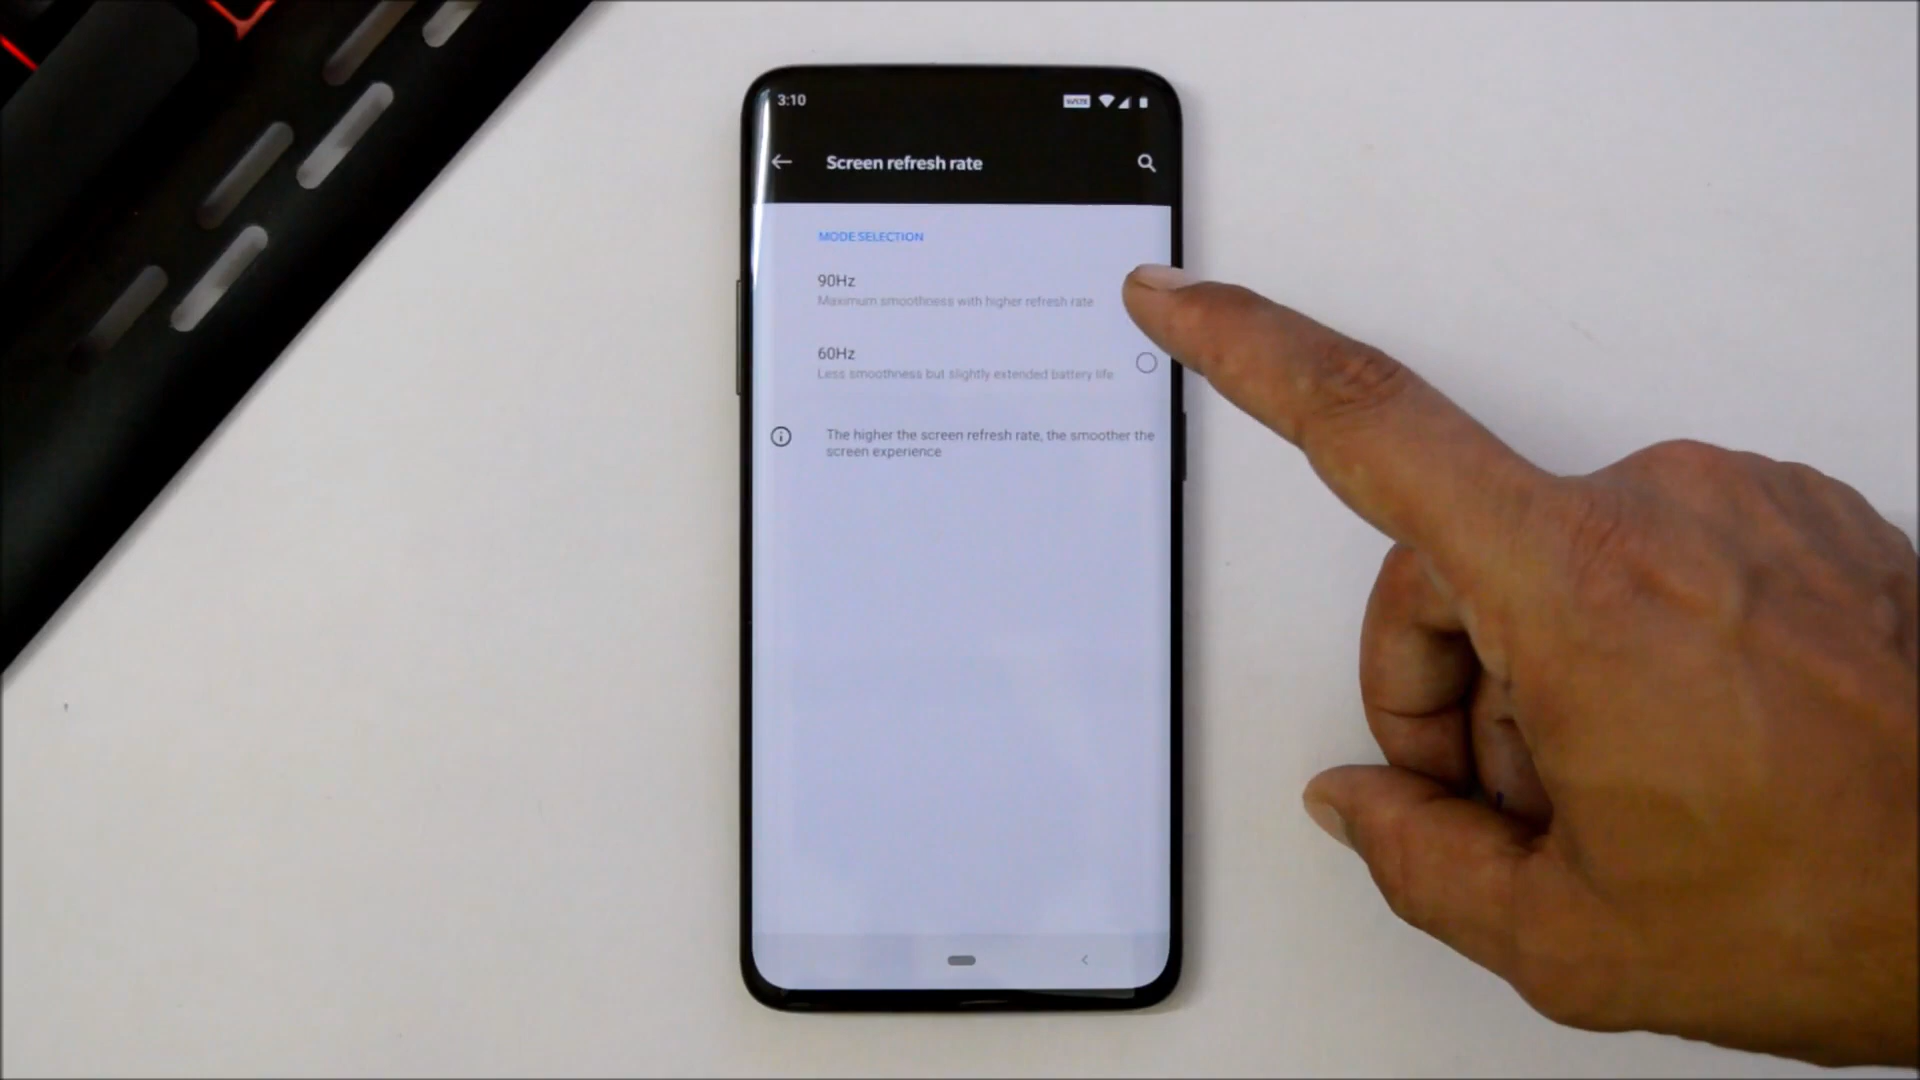 3:10
Screen refresh rate
MODE SELECTION
90Hz
Maximum smoothness with higher refresh rate
60Hz
Less smoothness but slightly extended battery life
The higher the screen refresh rate, the smoother the
screen experience